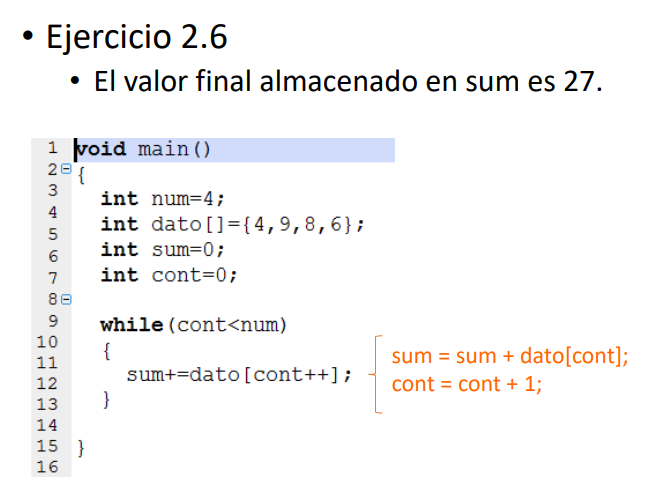 • Ejercicio 2.6
• El valor final almacenado en sum es 27.
1 void main()
2 {
3 int num=4;
4 int dato[]={4,9,8,6};
5 int sum=0;
6 int cont=0;
7
8 while(cont<num)
9 {
10 sum+=dato[cont++];
11 }
12
13 }
14
15
16
sum = sum + dato[cont];
cont = cont + 1;